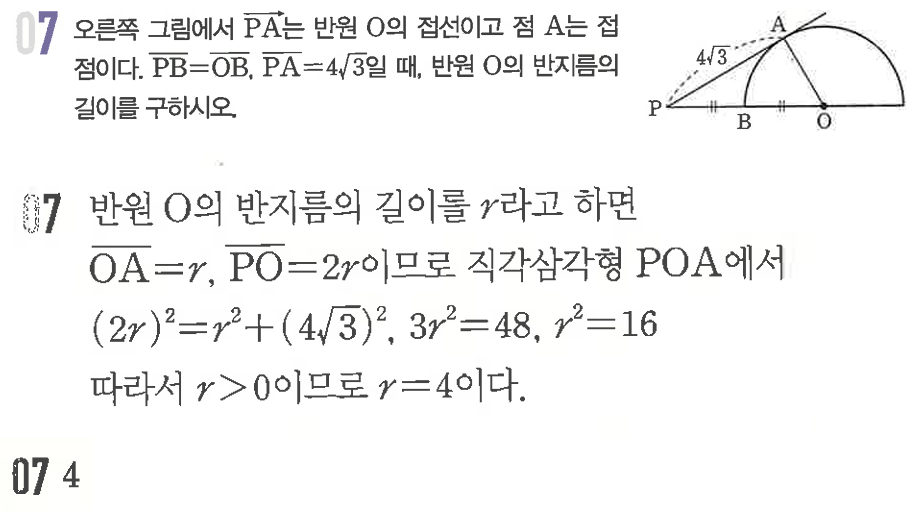 07 오른쪽 그림에서 PA는 반원 O의 접선이고 점 A는 접
점이다. PB=OB, PA=4√3일 때, 반원 O의 반지름의
길이를 구하시오.
A
4√3
P
B
O
07 반원 O의 반지름의 길이를 r라고 하면
OA=r, PO=2r이므로 직각삼각형 POA에서
(2r)²=r²+(4√3)², 3r²=48, r²=16
따라서 r>0이므로 r=4이다.
07 4